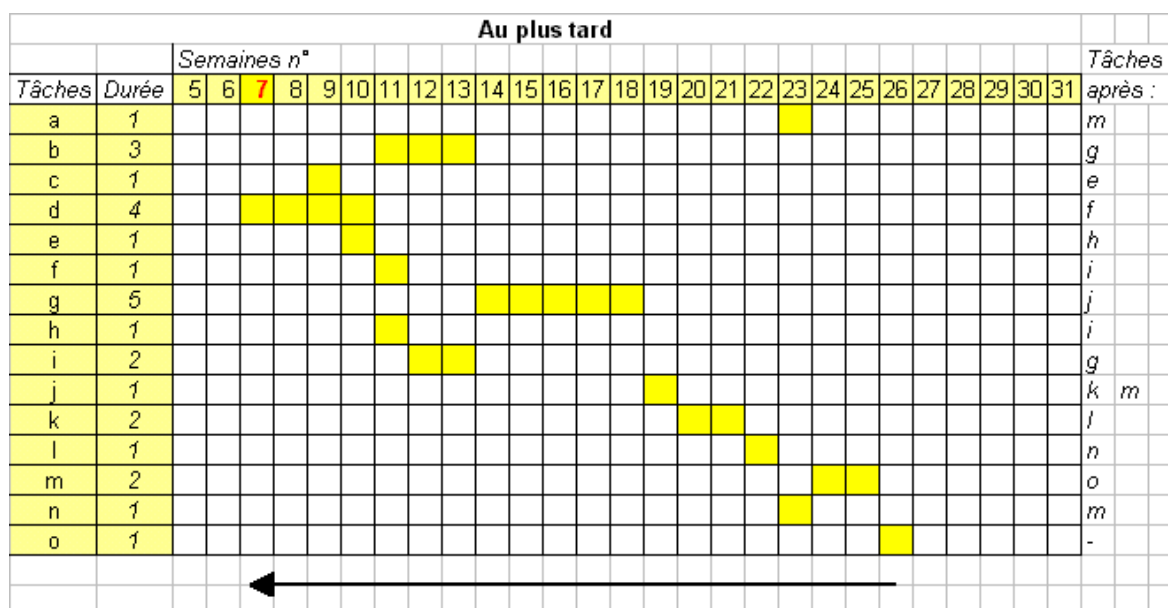 Au plus tard
Semaines n° Tâches
Tâches Durée 5 6 7 8 9 10 11 12 13 14 15 16 17 18 19 20 21 22 23 24 25 26 27 28 29 30 31 après :
a 1 m
b 3 g
c 1 e
d 4 f
e 1 h
f 1 i
g 5 j
h 1 i
i 2 g
j 1 k m
k 2 l
l 1 n
m 2 o
n 1 m
o 1 -